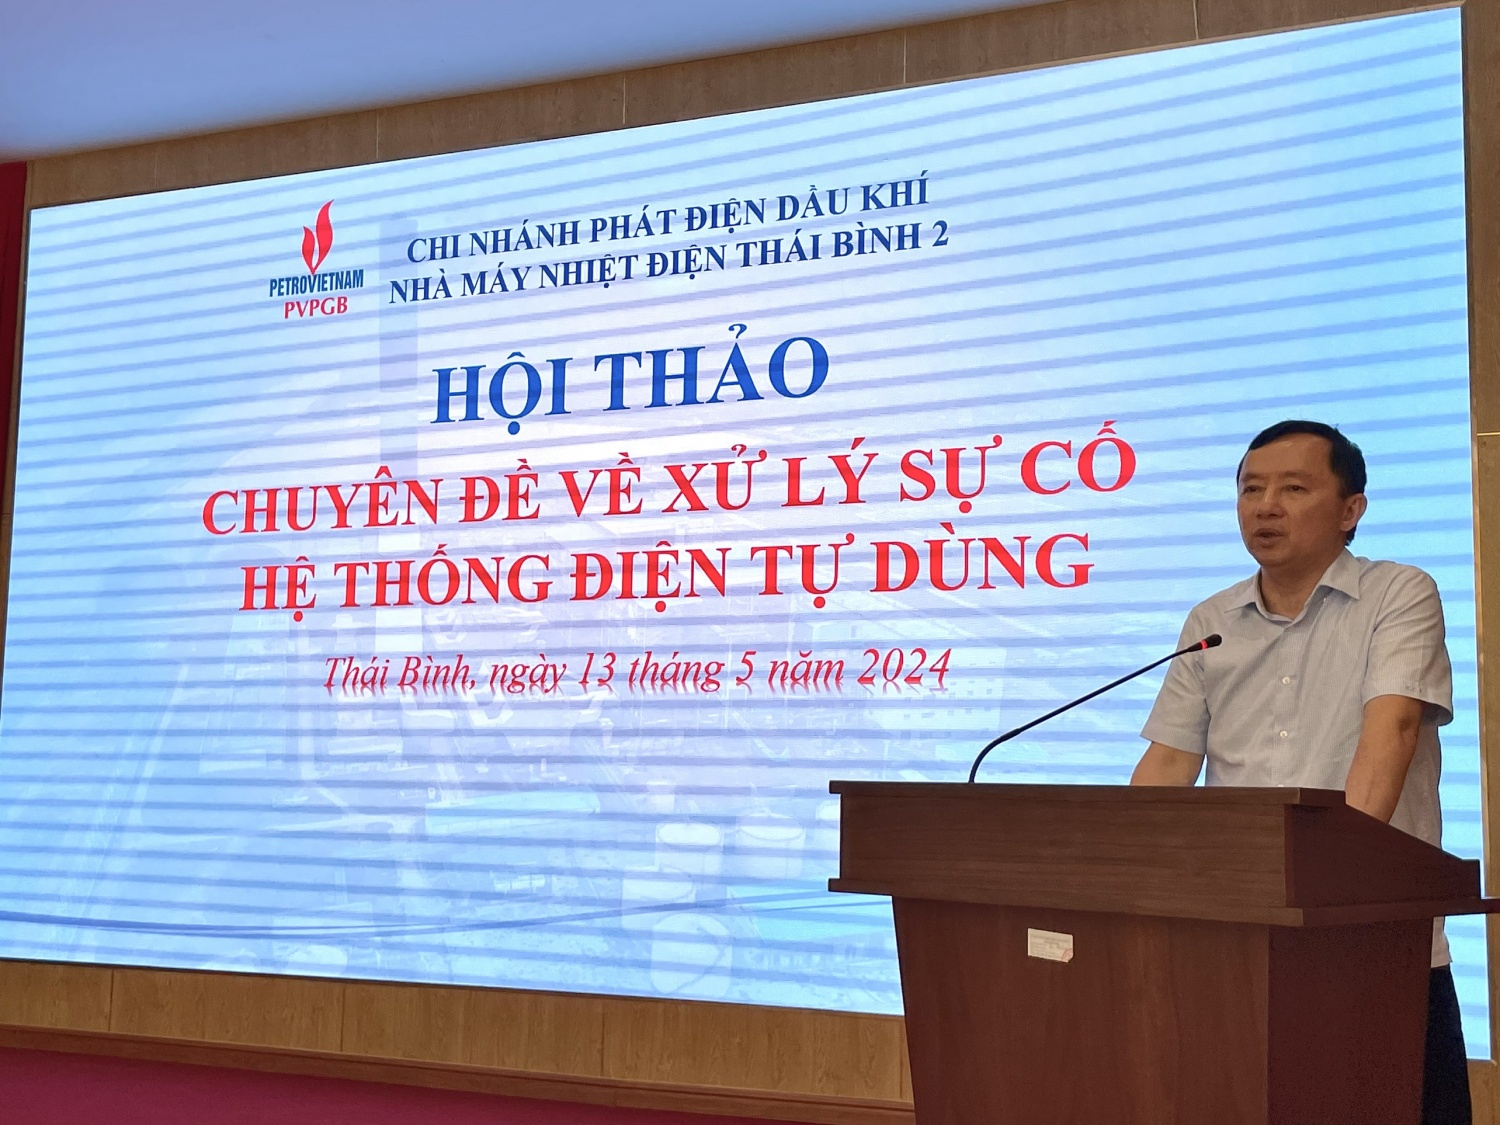 CHI NHÁNH PHÁT ĐIỆN DẦU KHÍ
NHÀ MÁY NHIỆT ĐIỆN THÁI BÌNH 2
PETROVIETNAM
PVPGB
HỘI THẢO
CHUYÊN ĐỀ VỀ XỬ LÝ SỰ CỐ
HỆ THỐNG ĐIỆN TỰ DÙNG
Thái Bình, ngày 13 tháng 5 năm 2024